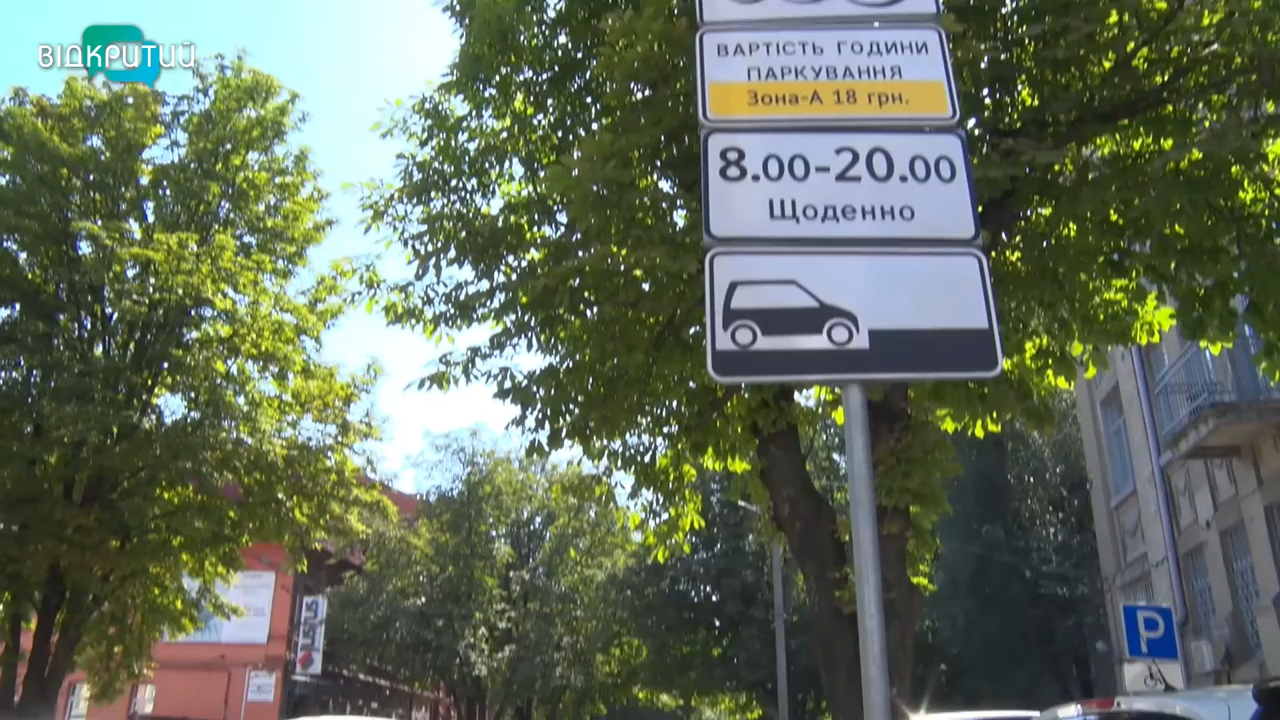 ВІДКРИТИЙ
ВАРТІСТЬ ГОДИНИ
ПАРКУВАННЯ
Зона-А 18 грн.
8.00-20.00
Щоденно
P